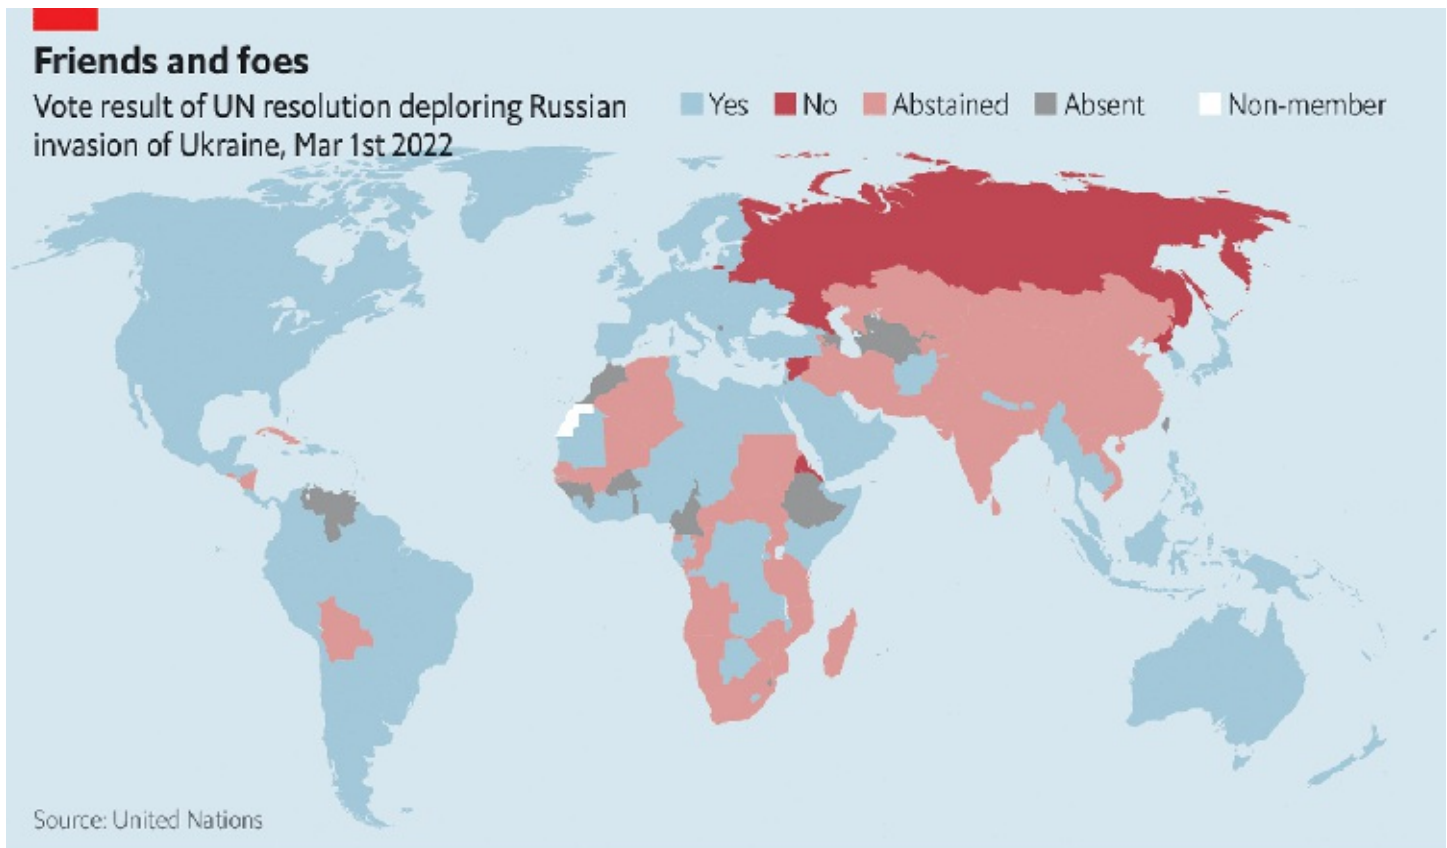 Friends and foes
Vote result of UN resolution deploring Russian
invasion of Ukraine, Mar 1st 2022
Yes No Abstained Absent Non-member
Source: United Nations